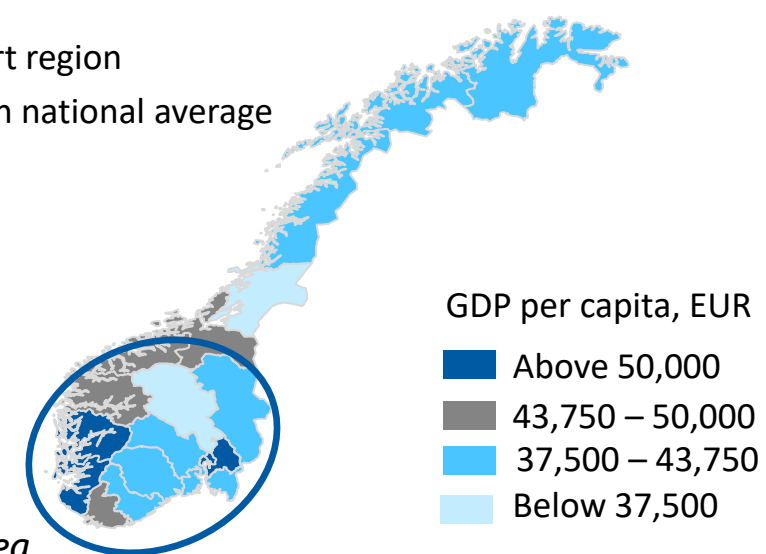 rt region
n national average
GDP per capita, EUR
Above 50,000
43,750 – 50,000
37,500 – 43,750
Below 37,500
ea